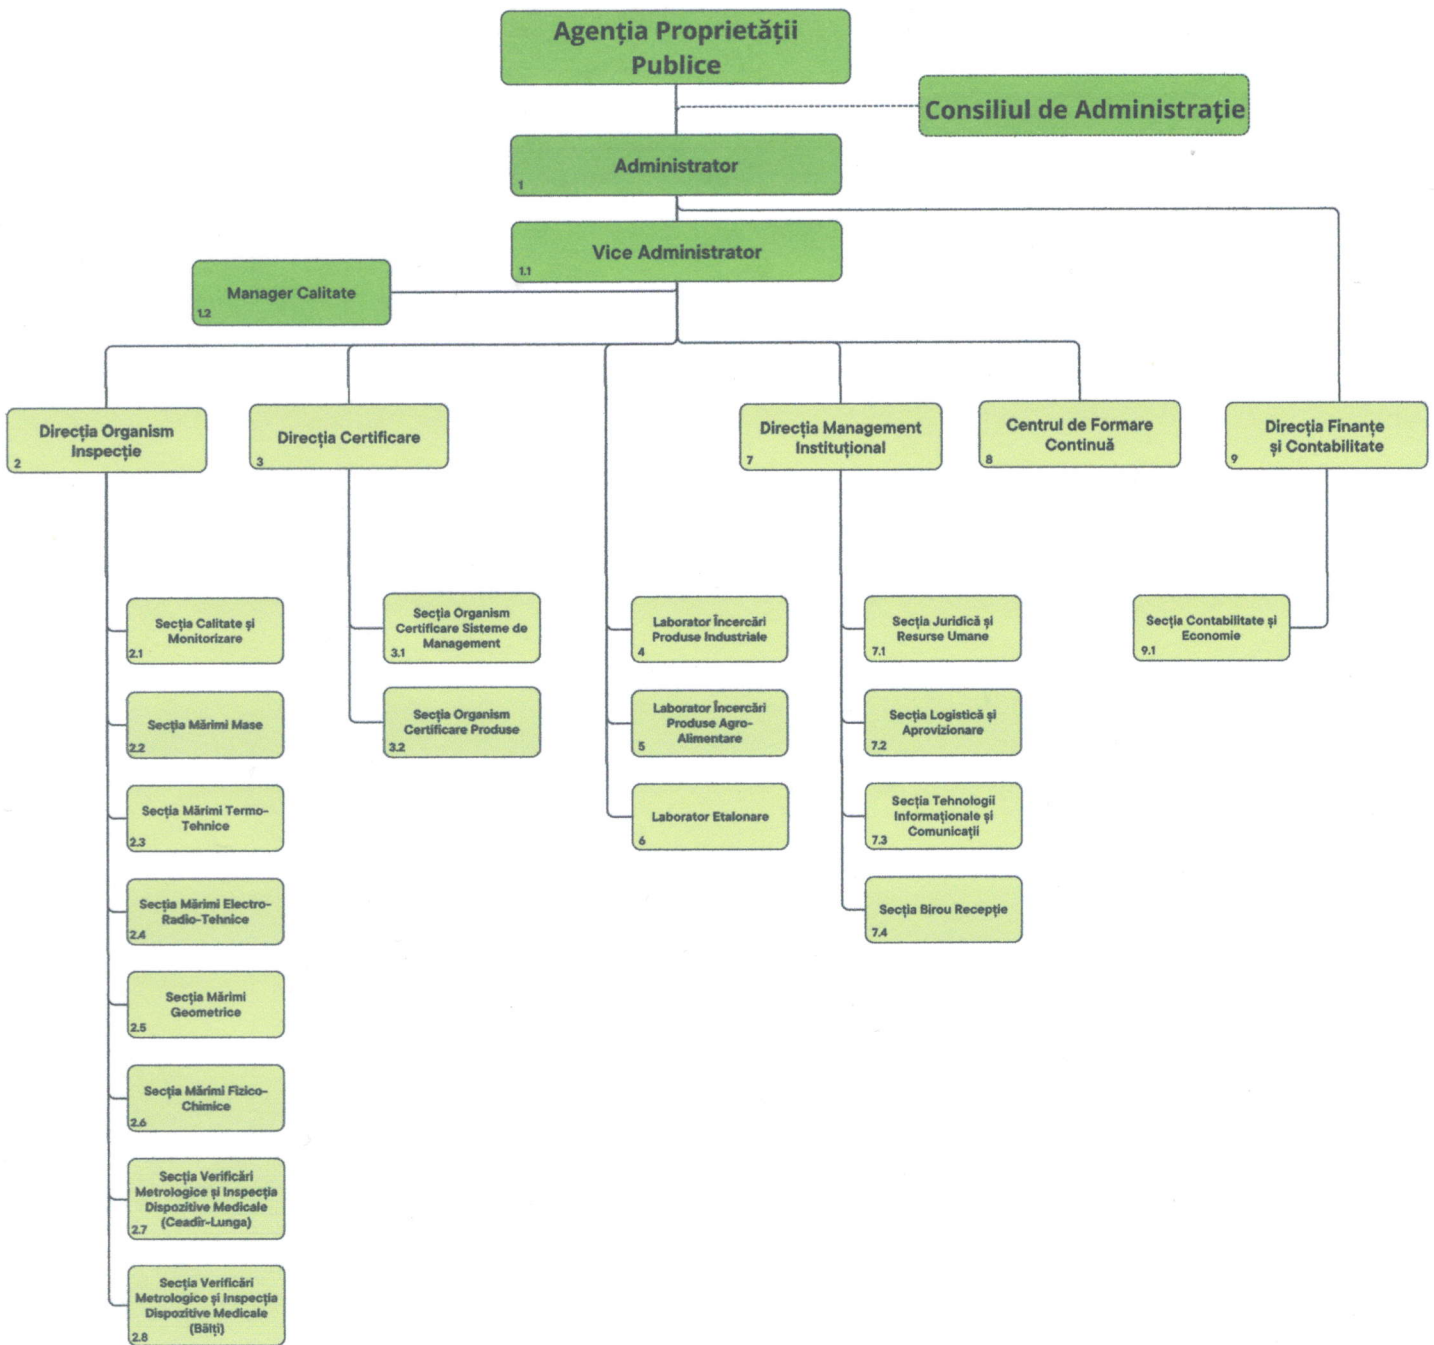 Agenția Proprietății
Publice
Consiliul de Administrație
Administrator
1
Vice Administrator
1.1
Manager Calitate
1.2
Direcția Organism
Inspecție
2
Direcția Certificare
3
Direcția Management
Instituțional
7
Centrul de Formare
Continuă
8
Direcția Finanțe
și Contabilitate
9
Secția Calitate și
Monitorizare
2.1
Secția Mărimi Mase
2.2
Secția Mărimi Termo-
Tehnice
2.3
Secția Mărimi Electro-
Radio-Tehnice
2.4
Secția Mărimi
Geometrice
2.5
Secția Mărimi Fizico-
Chimice
2.6
Secția Verificări
Metrologice și Inspecția
Dispozitive Medicale
(Ceadîr-Lunga)
2.7
Secția Verificări
Metrologice și Inspecția
Dispozitive Medicale
(Bălți)
2.8
Secția Organism
Certificare Sisteme de
Management
3.1
Secția Organism
Certificare Produse
3.2
Laborator Încercări
Produse Industriale
4
Laborator Încercări
Produse Agro-
Alimentare
5
Laborator Etalonare
6
Secția Juridică și
Resurse Umane
7.1
Secția Logistică și
Aprovizionare
7.2
Secția Tehnologii
Informaționale și
Comunicații
7.3
Secția Birou Recepție
7.4
Secția Contabilitate și
Economie
9.1